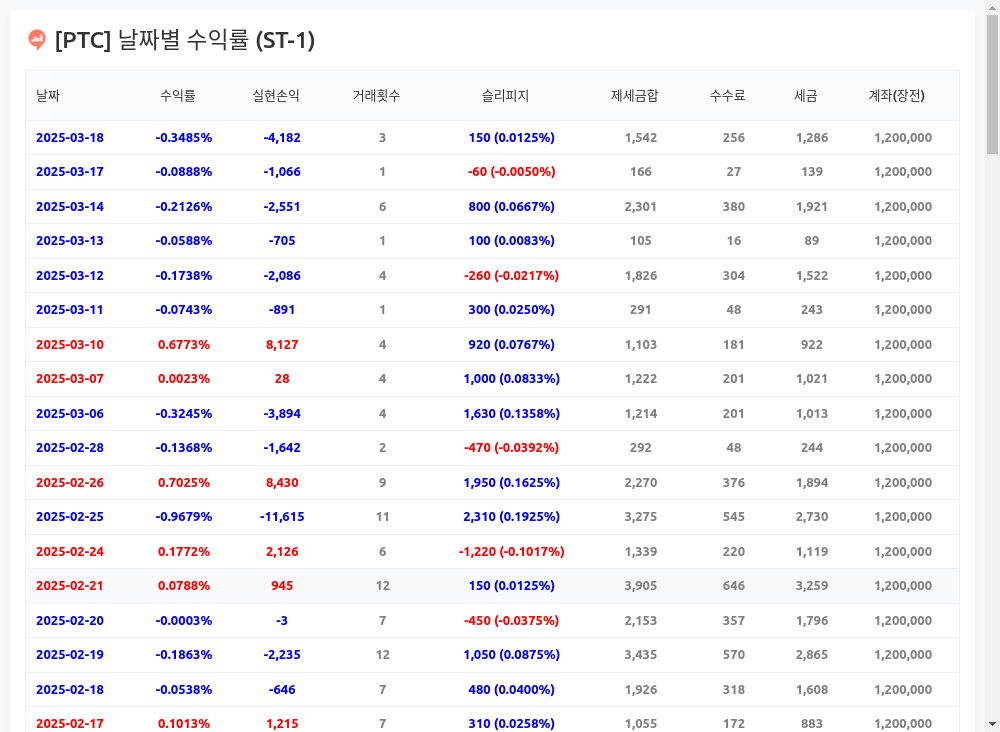 [PTC] 날짜별 수익률 (ST-1)
날짜 수익률 실현손익 거래횟수 슬리피지 제세금합 수수료 세금 계좌(장전)
2025-03-18 -0.3485% -4,182 3 150 (0.0125%) 1,542 256 1,286 1,200,000
2025-03-17 -0.0888% -1,066 1 -60 (-0.0050%) 166 27 139 1,200,000
2025-03-14 -0.2126% -2,551 6 800 (0.0667%) 2,301 380 1,921 1,200,000
2025-03-13 -0.0588% -705 1 100 (0.0083%) 105 16 89 1,200,000
2025-03-12 -0.1738% -2,086 4 -260 (-0.0217%) 1,826 304 1,522 1,200,000
2025-03-11 -0.0743% -891 1 300 (0.0250%) 291 48 243 1,200,000
2025-03-10 0.6773% 8,127 4 920 (0.0767%) 1,103 181 922 1,200,000
2025-03-07 0.0023% 28 4 1,000 (0.0833%) 1,222 201 1,021 1,200,000
2025-03-06 -0.3245% -3,894 4 1,630 (0.1358%) 1,214 201 1,013 1,200,000
2025-02-28 -0.1368% -1,642 2 -470 (-0.0392%) 292 48 244 1,200,000
2025-02-26 0.7025% 8,430 9 1,950 (0.1625%) 2,270 376 1,894 1,200,000
2025-02-25 -0.9679% -11,615 11 2,310 (0.1925%) 3,275 545 2,730 1,200,000
2025-02-24 0.1772% 2,126 6 -1,220 (-0.1017%) 1,339 220 1,119 1,200,000
2025-02-21 0.0788% 945 12 150 (0.0125%) 3,905 646 3,259 1,200,000
2025-02-20 -0.0003% -3 7 -450 (-0.0375%) 2,153 357 1,796 1,200,000
2025-02-19 -0.1863% -2,235 12 1,050 (0.0875%) 3,435 570 2,865 1,200,000
2025-02-18 -0.0538% -646 7 480 (0.0400%) 1,926 318 1,608 1,200,000
2025-02-17 0.1013% 1,215 7 310 (0.0258%) 1,055 172 883 1,200,000